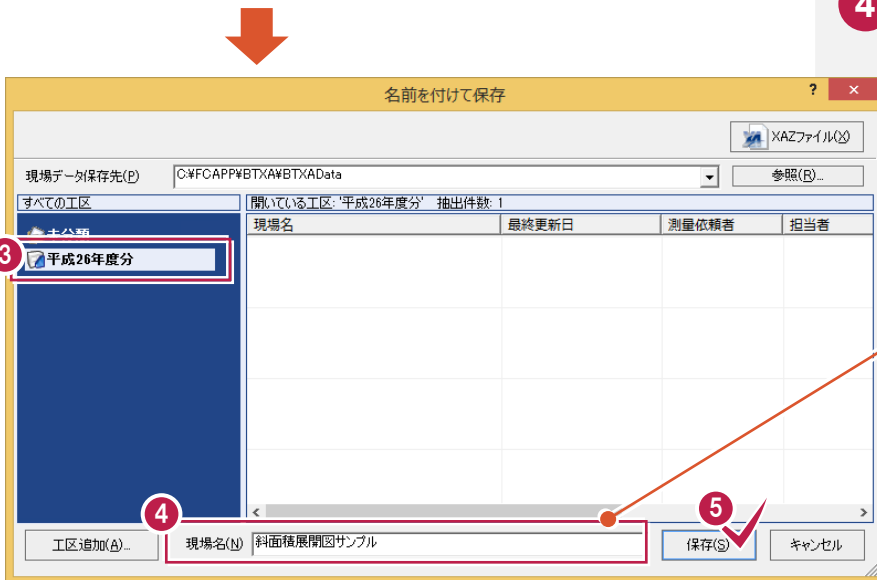 4
名前を付けて保存
? ×
XAZファイル(X)
現場データ保存先(P) C:¥FCAPP¥BTXA¥BTXAData 参照(R)...
すべての工区 開いている工区: '平成26年度分' 抽出件数: 1
現場名 最終更新日 測量依頼者 担当者
未分類
3 平成26年度分
4 5
工区追加(A)... 現場名(N) 斜面積展開図サンプル 保存(S) キャンセル